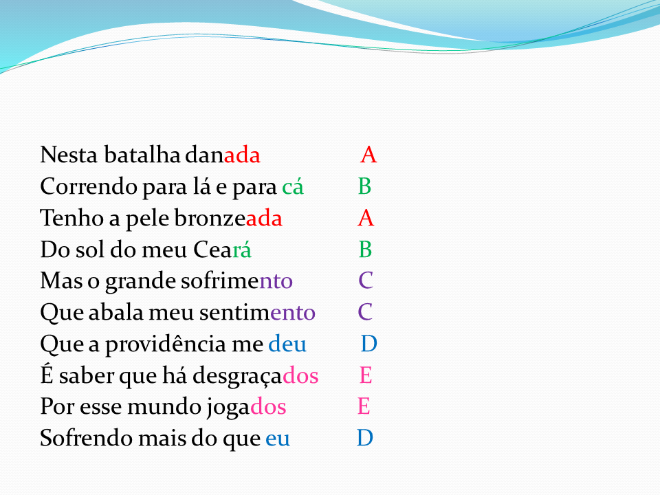 Nesta batalha danada A
Correndo para lá e para cá B
Tenho a pele bronzeada A
Do sol do meu Ceará B
Mas o grande sofrimento C
Que abala meu sentimento C
Que a providência me deu D
É saber que há desgraçados E
Por esse mundo jogados E
Sofrendo mais do que eu D